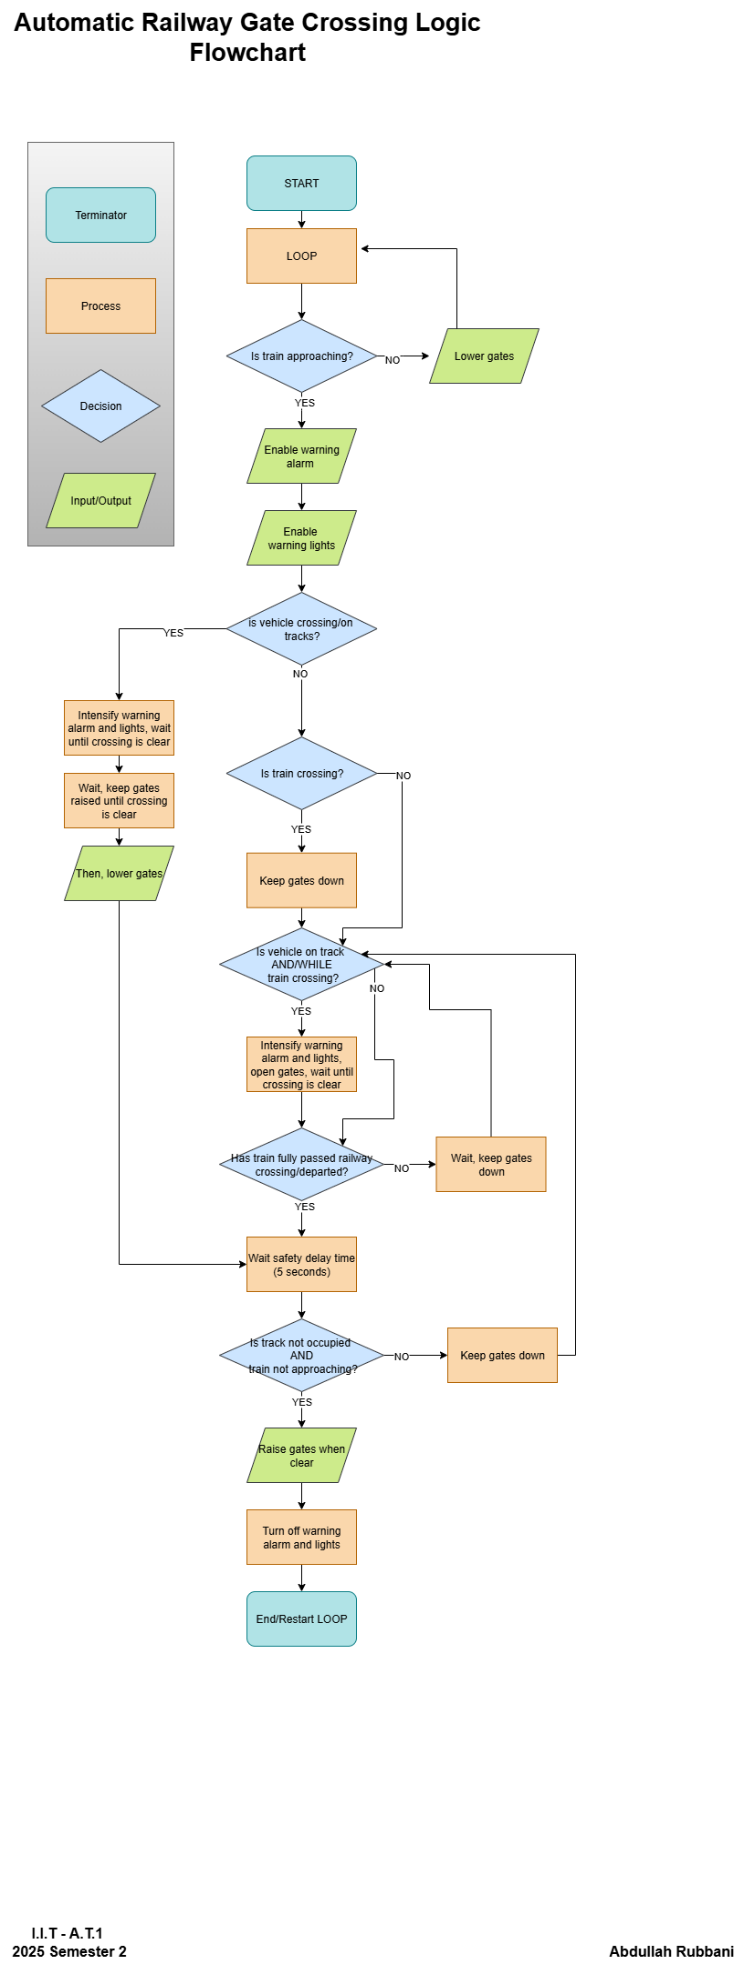 Automatic Railway Gate Crossing Logic
Flowchart
Terminator
Process
Decision
Input/Output
START
LOOP
Is train approaching?
NO
Lower gates
YES
Enable warning
alarm
Enable
warning lights
is vehicle crossing/on
tracks?
YES
NO
Intensify warning
alarm and lights, wait
until crossing is clear
Wait, keep gates
raised until crossing
is clear
Then, lower gates
Is train crossing?
NO
YES
Keep gates down
Is vehicle on track
AND/WHILE
train crossing?
NO
YES
Intensify warning
alarm and lights,
open gates, wait until
crossing is clear
Has train fully passed railway
crossing/departed?
NO
Wait, keep gates
down
YES
Wait safety delay time
(5 seconds)
Is track not occupied
AND
train not approaching?
NO
Keep gates down
YES
Raise gates when
clear
Turn off warning
alarm and lights
End/Restart LOOP
I.I.T - A.T.1
2025 Semester 2
Abdullah Rubbani